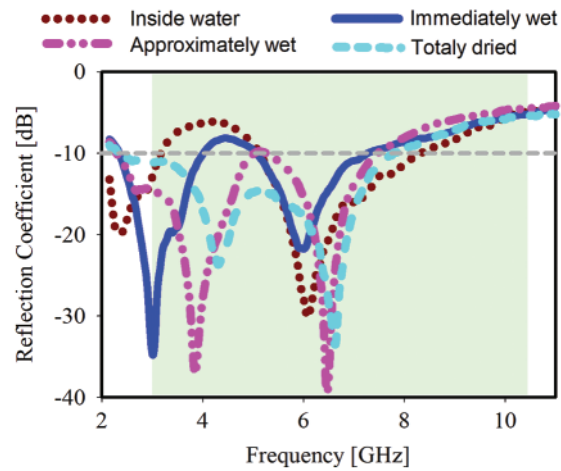 Inside water
Immediately wet
Approximately wet
Totaly dried
0
-10
-20
-30
-40
Reflection Coefficient [dB]
2
4
6
8
10
Frequency [GHz]